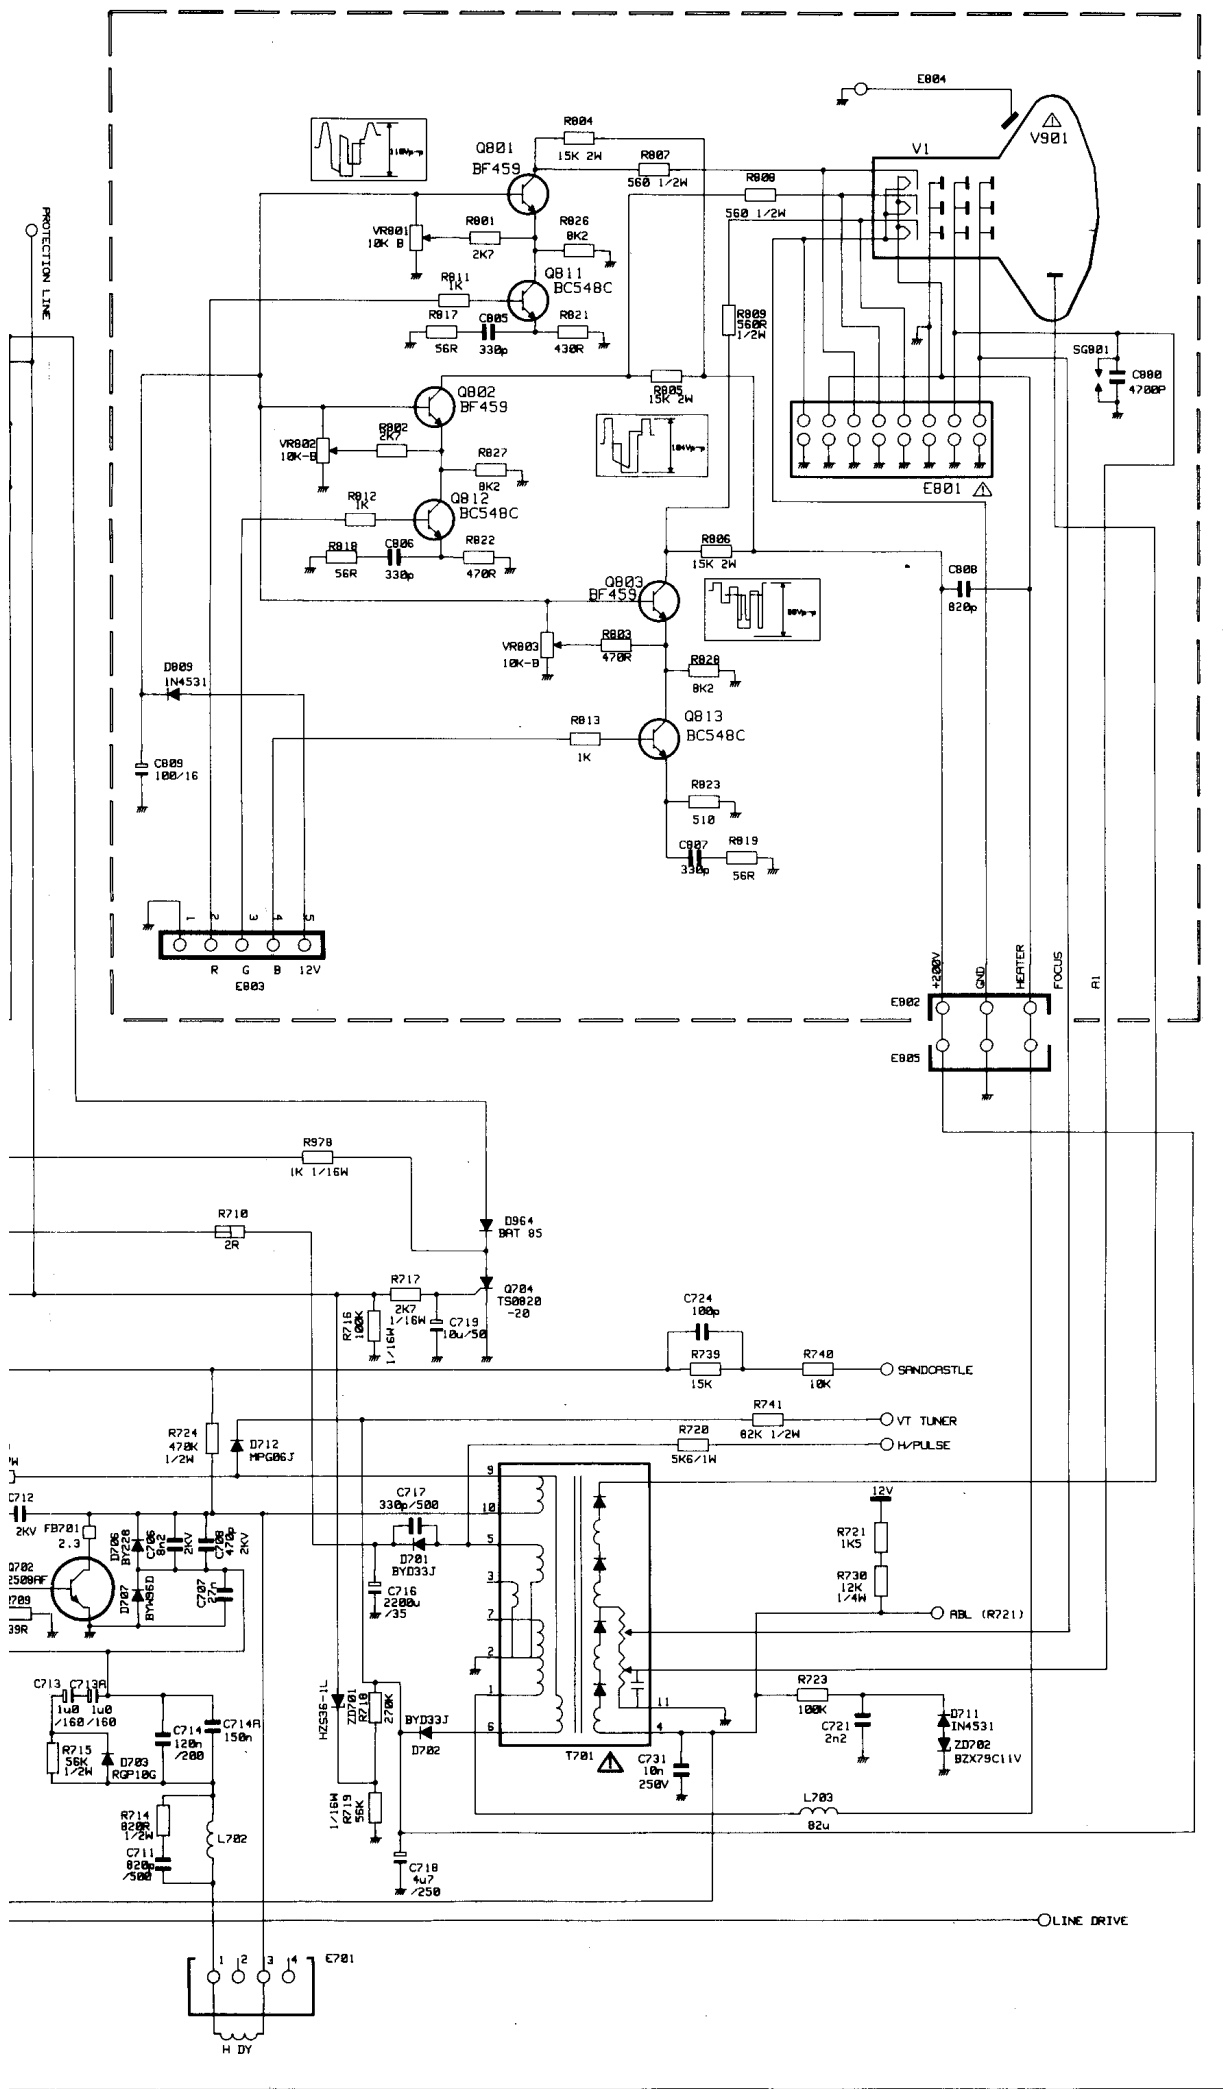 E804
V901
V1
R804
15K 2W
Q801
BF459
R807
560 1/2W
R808
560 1/2W
110Vp-p
VR801
10K B
R801
2K7
R826
8K2
Q811
BC548C
R811
1K
R817
56R
C805
330p
R821
430R
R809
560R
1/2W
PROTECTION LINE
SG801
C880
4700P
Q802
BF459
R805
15K 2W
R802
2K7
VR802
10K-B
R827
8K2
104Vp-p
E801
R812
1K
Q812
BC548C
R818
56R
C806
330p
R822
470R
R806
15K 2W
Q803
BF459
C808
820p
VR803
10K-B
R803
470R
R828
8K2
D809
1N4531
R813
1K
Q813
BC548C
C809
100/16
R823
510
C807
330p
R819
56R
1 2 3 4 5
R G B 12V
E803
+200V
GND
HEATER
FOCUS
A1
E802
E805
R978
1K 1/16W
R710
2R
D964
BAT 85
R717
2K7
1/16W
Q704
TS0820
-20
R716
100K
1/16W
C719
10u/50
C724
100p
R739
15K
R740
10K
SANDCASTLE
R741
82K 1/2W
VT TUNER
R720
5K6/1W
H/PULSE
R724
470K
1/2W
D712
MPG06J
C712
2KV
FB701
2.3
D706
BY228
C706
8n2
2KV
C708
470p
2KV
C717
330p/500
D701
BYD33J
9
10
5
3
7
2
1
6
11
4
12V
R721
1K5
R730
12K
1/4W
ABL (R721)
Q702
2508AF
R709
39R
D707
BYW96D
C707
27n
C716
2200u
/35
C713
1u0
/160
C713A
1u0
/160
C714
120n
/200
C714A
150n
R715
56K
1/2W
D703
RGP10G
HZS36-1L
ZD701
R718
270K
BYD33J
D702
T701
C731
10n
250V
R723
100K
C721
2n2
D711
IN4531
ZD702
BZX79C11V
R714
820R
1/2W
L702
C711
820p
/500
1/16W
R719
56K
L703
82u
C718
4u7
/250
LINE DRIVE
1 2 3 4
E701
H DY